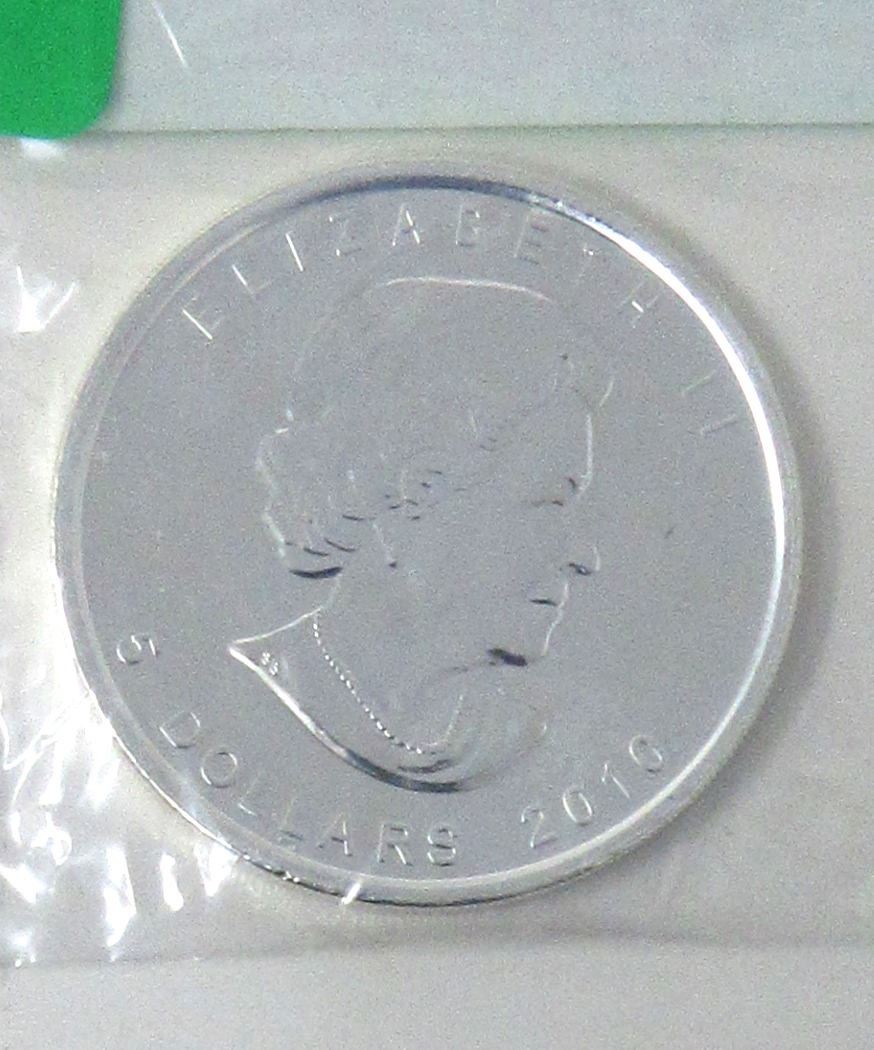 ELIZABETH II
5 DOLLARS 2010